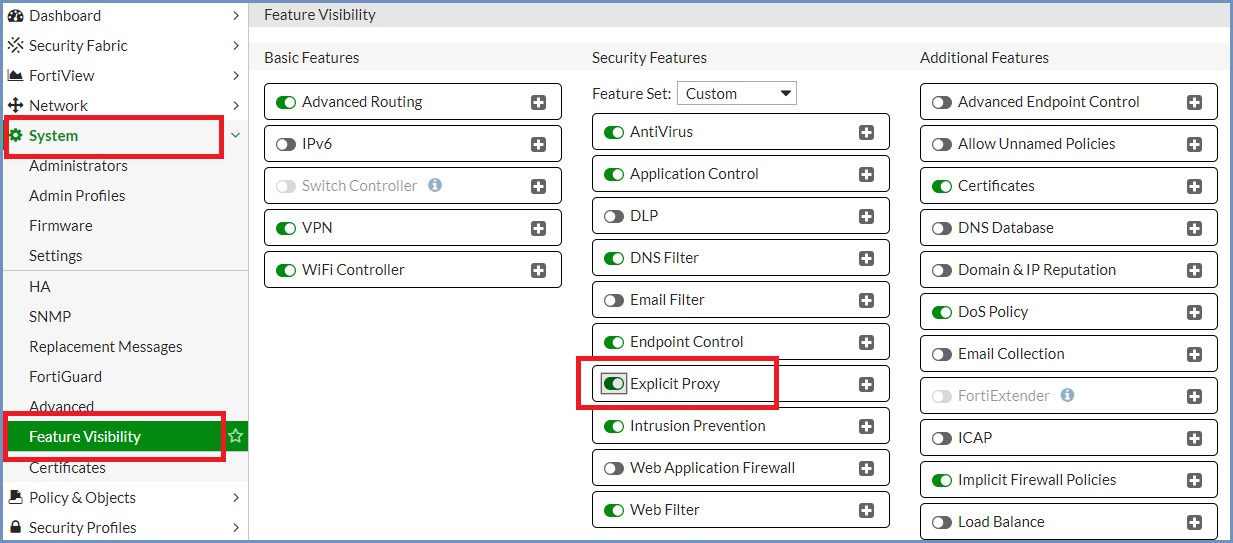 Dashboard
Security Fabric
FortiView
Network
System
Administrators
Admin Profiles
Firmware
Settings
HA
SNMP
Replacement Messages
FortiGuard
Advanced
Feature Visibility
Certificates
Policy & Objects
Security Profiles
Feature Visibility
Basic Features
Advanced Routing
IPv6
Switch Controller
VPN
WiFi Controller
Security Features
Feature Set: Custom
AntiVirus
Application Control
DLP
DNS Filter
Email Filter
Endpoint Control
Explicit Proxy
Intrusion Prevention
Web Application Firewall
Web Filter
Additional Features
Advanced Endpoint Control
Allow Unnamed Policies
Certificates
DNS Database
Domain & IP Reputation
DoS Policy
Email Collection
FortiExtender
ICAP
Implicit Firewall Policies
Load Balance